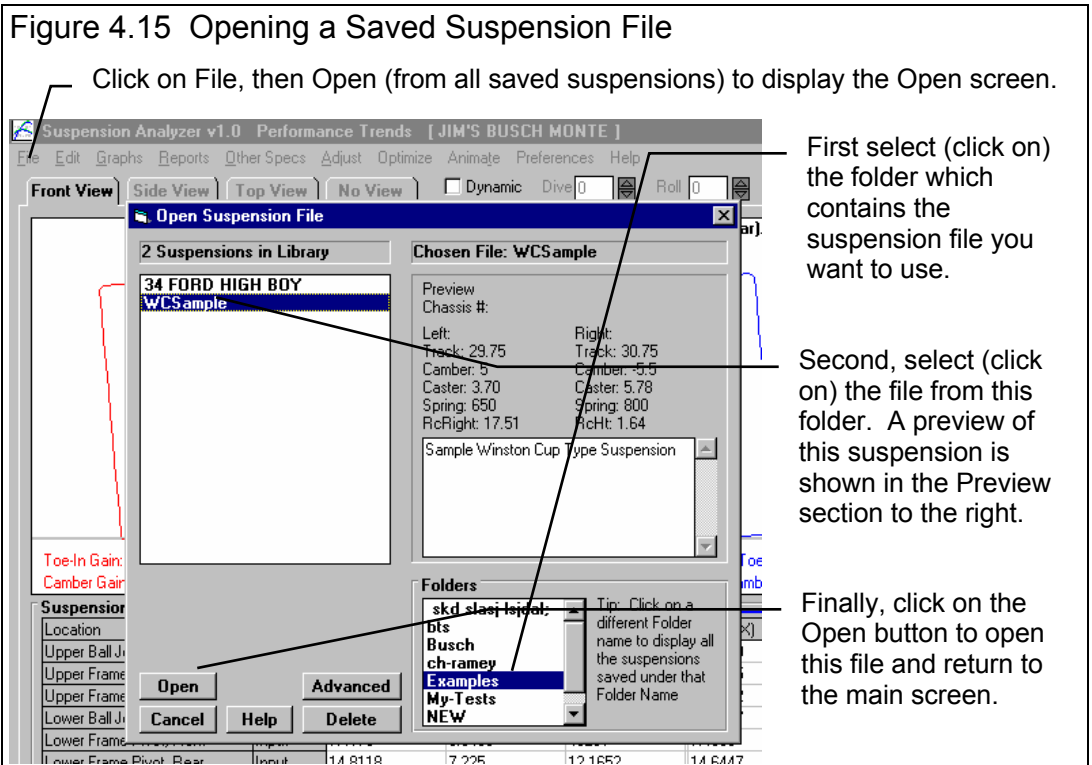 Figure 4.15 Opening a Saved Suspension File
Click on File, then Open (from all saved suspensions) to display the Open screen.
Suspension Analyzer v1.0 Performance Trends [ JIM'S BUSCH MONTE ]
File Edit Graphs Reports Other Specs Adjust Optimize Animate Preferences Help
Front View Side View Top View No View Dynamic Dive 0 Roll 0
Open Suspension File
2 Suspensions in Library
34 FORD HIGH BOY
WCSample
Chosen File: WCSample
Preview
Chassis #:
Left: Right:
Track: 29.75 Track: 30.75
Camber: 5 Camber: -5.5
Caster: 3.70 Caster: 5.78
Spring: 650 Spring: 800
RcRight: 17.51 RcHt: 1.64
Sample Winston Cup Type Suspension
Folders
skd slasj lsjdal;
bts
Busch
ch-ramey
Examples
My-Tests
NEW
Tip: Click on a
different Folder
name to display all
the suspensions
saved under that
Folder Name
Open Advanced
Cancel Help Delete
Toe-In Gain:
Camber Gain
Suspension
Location
Upper Ball Jo
Upper Frame
Upper Frame
Lower Ball Jo
Lower Frame
Lower Frame Pivot, Rear Input 14.8118 7.225 12.1652 14.6447
First select (click on)
the folder which
contains the
suspension file you
want to use.
Second, select (click
on) the file from this
folder. A preview of
this suspension is
shown in the Preview
section to the right.
Finally, click on the
Open button to open
this file and return to
the main screen.